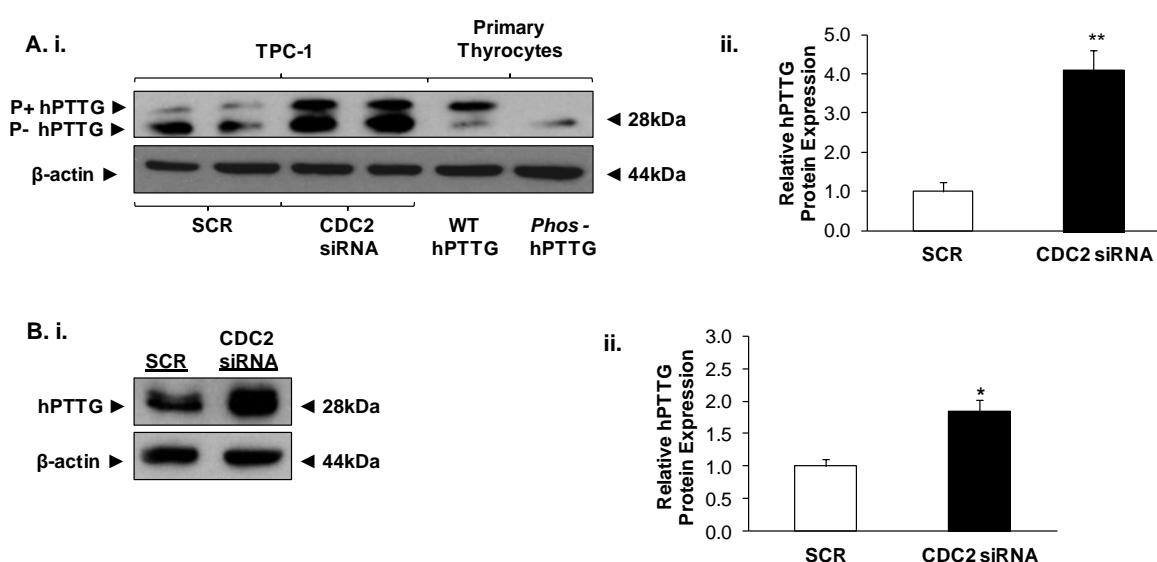 A. i.
TPC-1
Primary
Thyrocytes
P+ hPTTG ►
P- hPTTG ►
◄ 28kDa
β-actin ►
◄ 44kDa
SCR
CDC2
siRNA
WT
hPTTG
Phos -
hPTTG
ii.
Relative hPTTG
Protein Expression
5.0
4.0
3.0
2.0
1.0
0.0
**
SCR
CDC2 siRNA
B. i.
SCR
CDC2
siRNA
hPTTG ►
◄ 28kDa
β-actin ►
◄ 44kDa
ii.
Relative hPTTG
Protein Expression
3.0
2.5
2.0
1.5
1.0
0.5
0.0
*
SCR
CDC2 siRNA